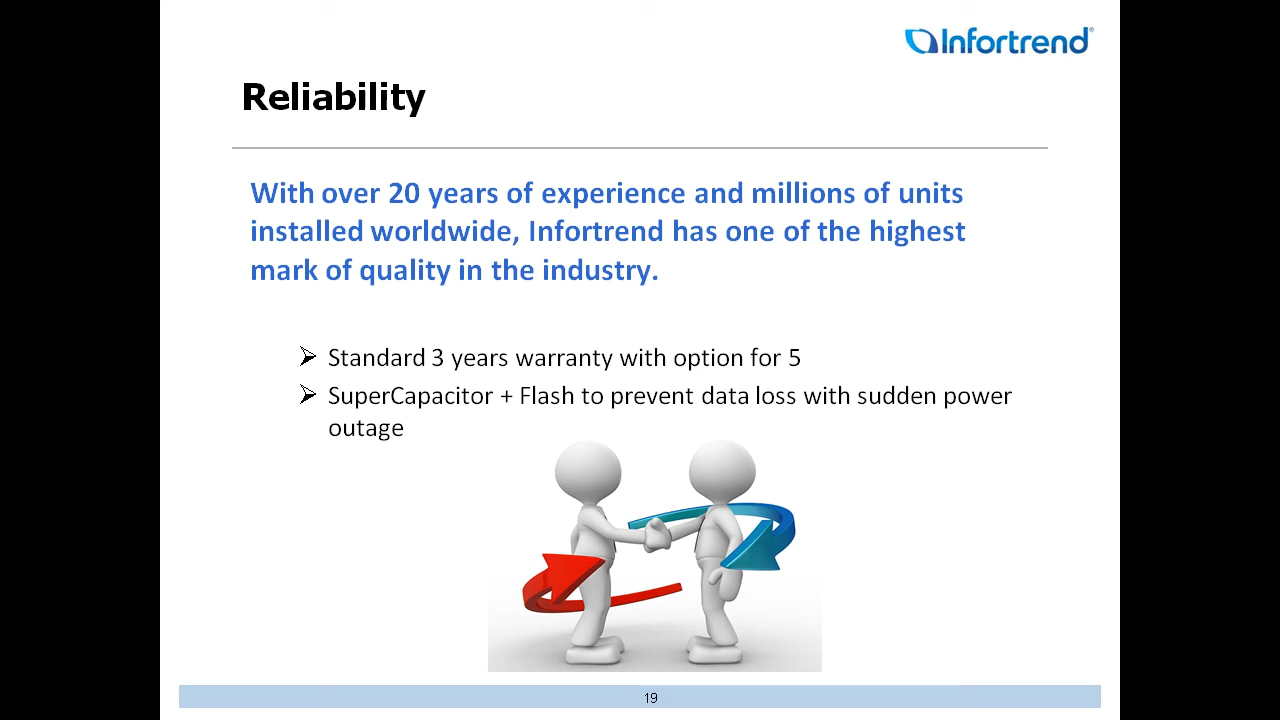 Infortrend®
Reliability
With over 20 years of experience and millions of units
installed worldwide, Infortrend has one of the highest
mark of quality in the industry.
Standard 3 years warranty with option for 5
SuperCapacitor + Flash to prevent data loss with sudden power
outage
19